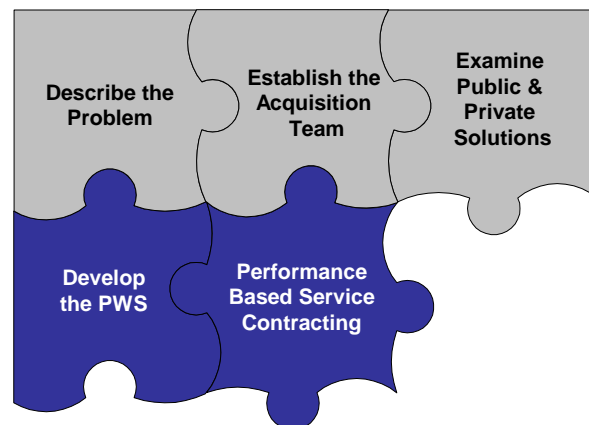 Describe the
Problem
Establish the
Acquisition
Team
Examine
Public &
Private
Solutions
Develop
the PWS
Performance
Based Service
Contracting